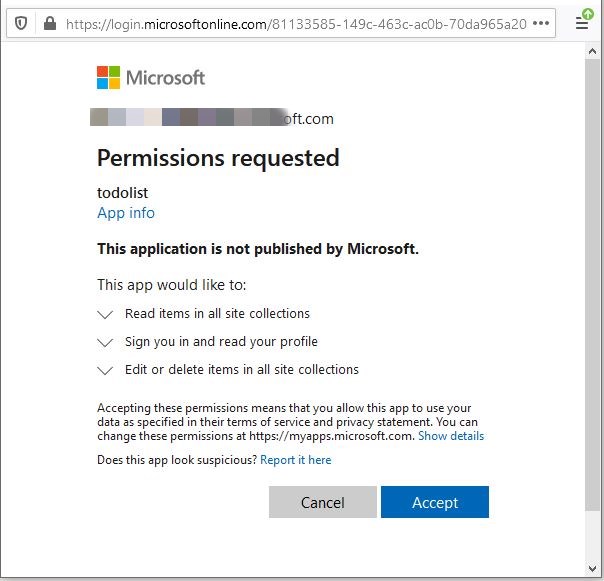 https://login.microsoftonline.com/81133585-149c-463c-ac0b-70da965a20
Microsoft
oft.com
Permissions requested
todolist
App info
This application is not published by Microsoft.
This app would like to:
Read items in all site collections
Sign you in and read your profile
Edit or delete items in all site collections
Accepting these permissions means that you allow this app to use your
data as specified in their terms of service and privacy statement. You can
change these permissions at https://myapps.microsoft.com. Show details
Does this app look suspicious? Report it here
Cancel Accept